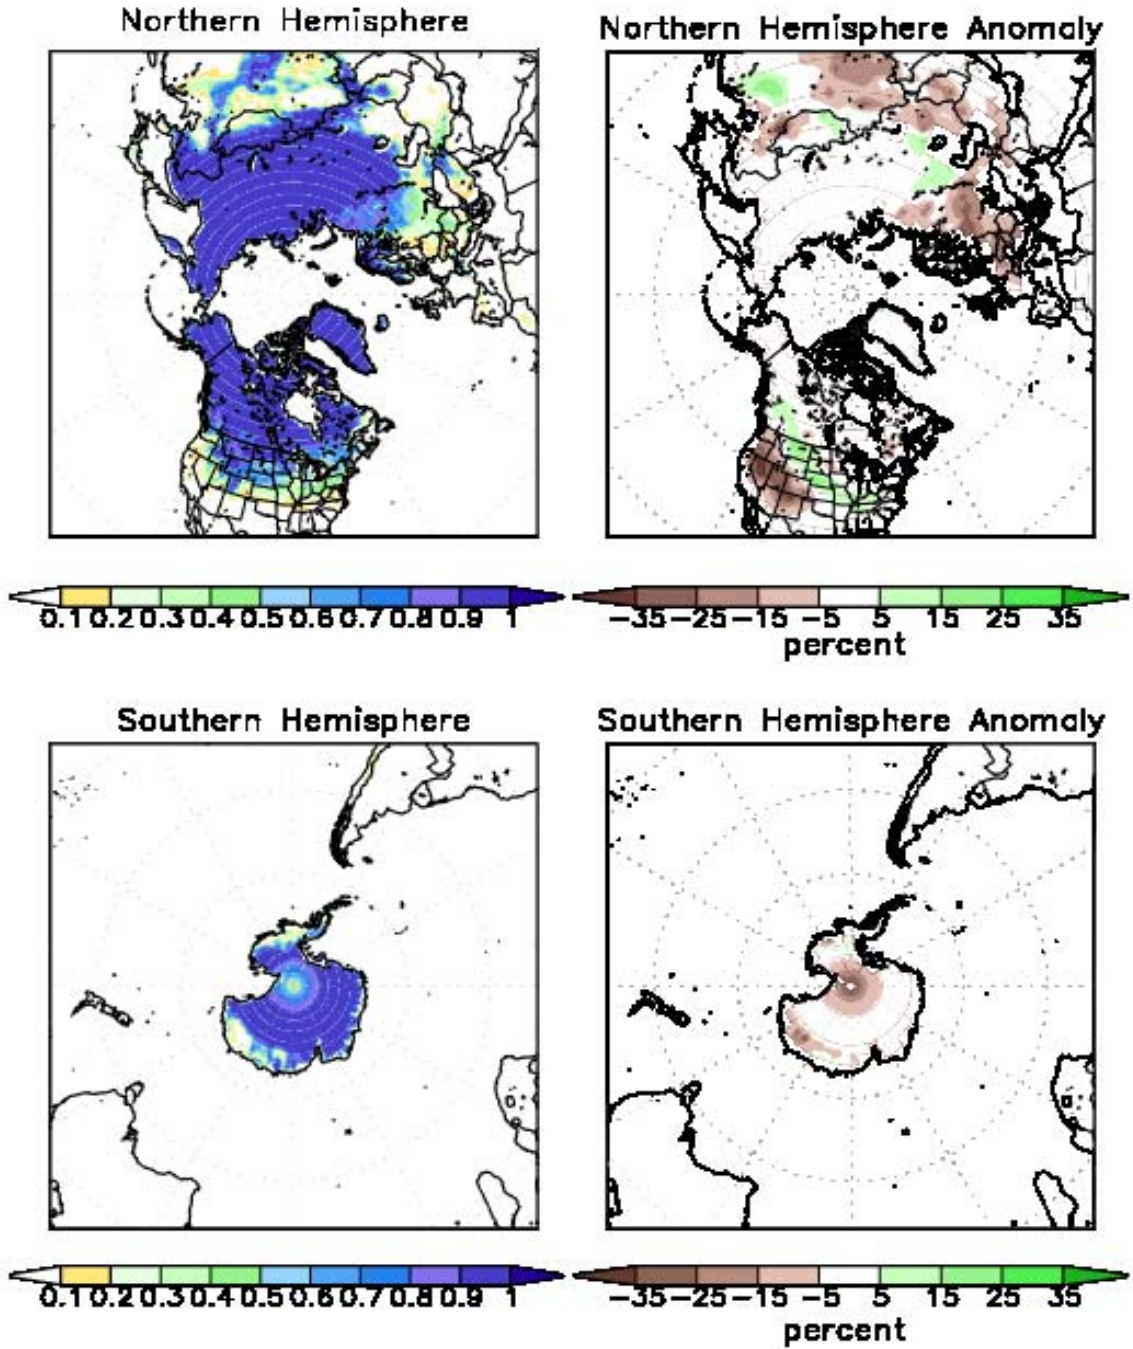 Northern Hemisphere
Northern Hemisphere Anomaly
0.1 0.2 0.3 0.4 0.5 0.6 0.7 0.8 0.9 1
−35 −25 −15 −5 5 15 25 35
percent
Southern Hemisphere
Southern Hemisphere Anomaly
0.1 0.2 0.3 0.4 0.5 0.6 0.7 0.8 0.9 1
−35 −25 −15 −5 5 15 25 35
percent